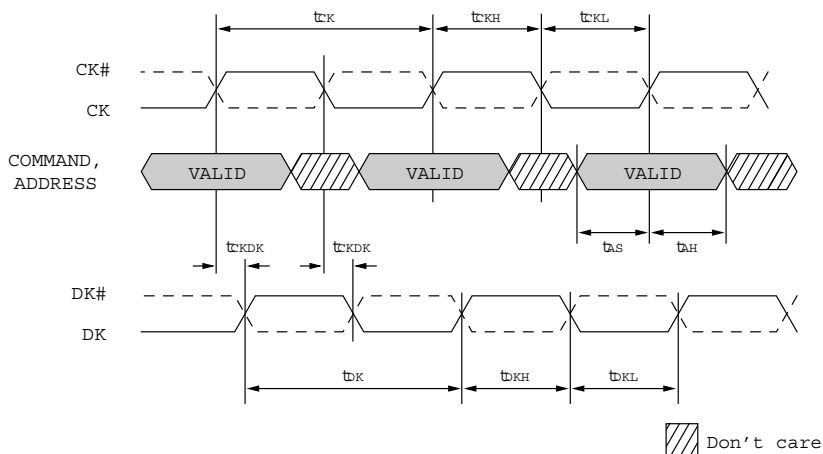 tCK tCKH tCKL
CK#
CK
COMMAND,
ADDRESS
VALID VALID VALID
tCKDK tCKDK tAS tAH
DK#
DK
tDK tDKH tDKL
Don't care